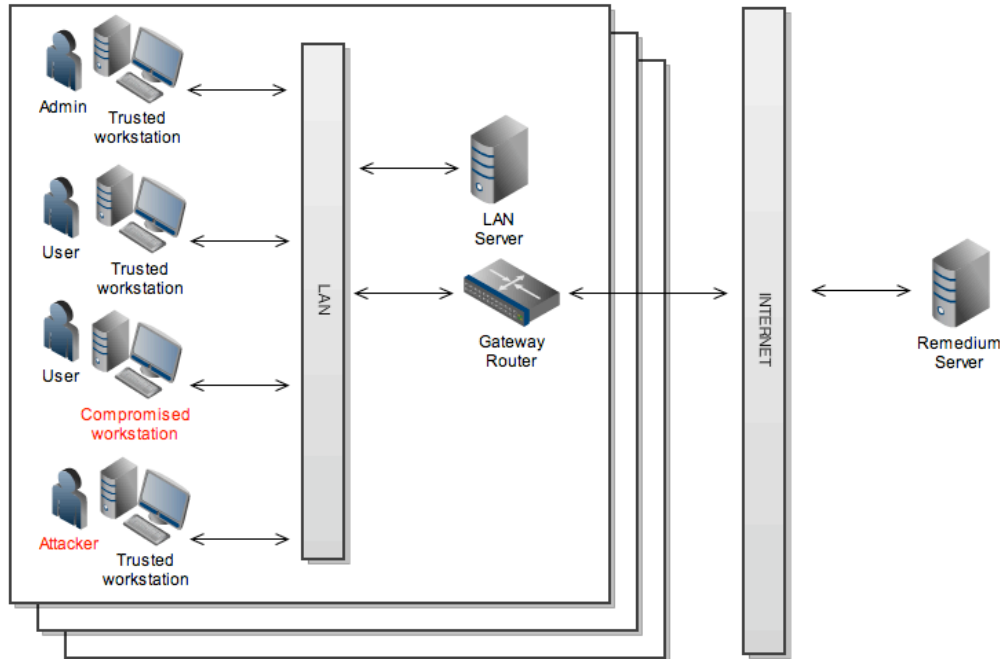 Admin
Trusted
workstation
User
Trusted
workstation
User
Compromised
workstation
Attacker
Trusted
workstation
LAN
LAN
Server
Gateway
Router
INTERNET
Remedium
Server